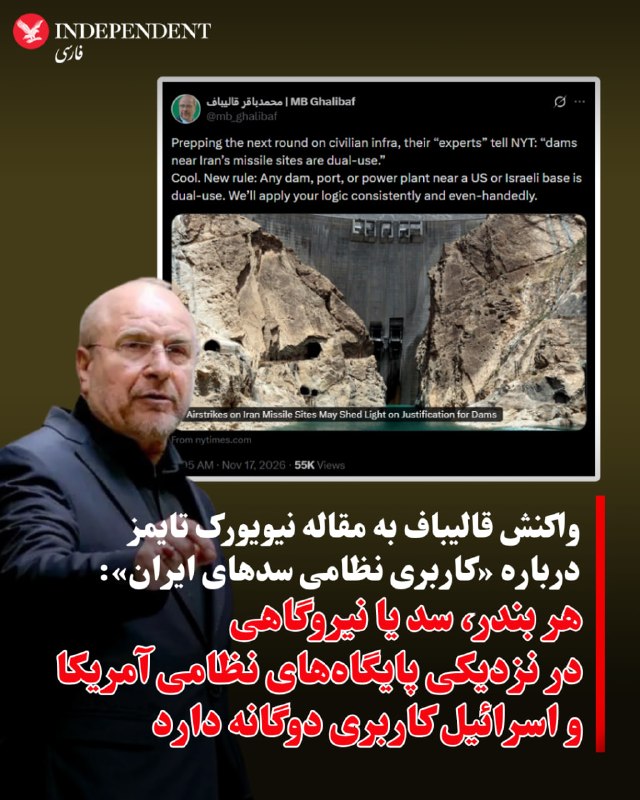 INDEPENDENT
فارسی
محمدباقر قالیباف | MB Ghalibaf
@mb_ghalibaf
Prepping the next round on civilian infra, their “experts” tell NYT: “dams
near Iran’s missile sites are dual-use.”
Cool. New rule: Any dam, port, or power plant near a US or Israeli base is
dual-use. We’ll apply your logic consistently and even-handedly.
Airstrikes on Iran Missile Sites May Shed Light on Justification for Dams
From nytimes.com
AM · Nov 17, 2026 · 55K Views
واکنش قالیباف به مقاله نیویورک تایمز
درباره «کاربری نظامی سدهای ایران»:
هر بندر، سد یا نیروگاهی
در نزدیکی پایگاه‌های نظامی آمریکا
و اسرائیل کاربری دوگانه دارد